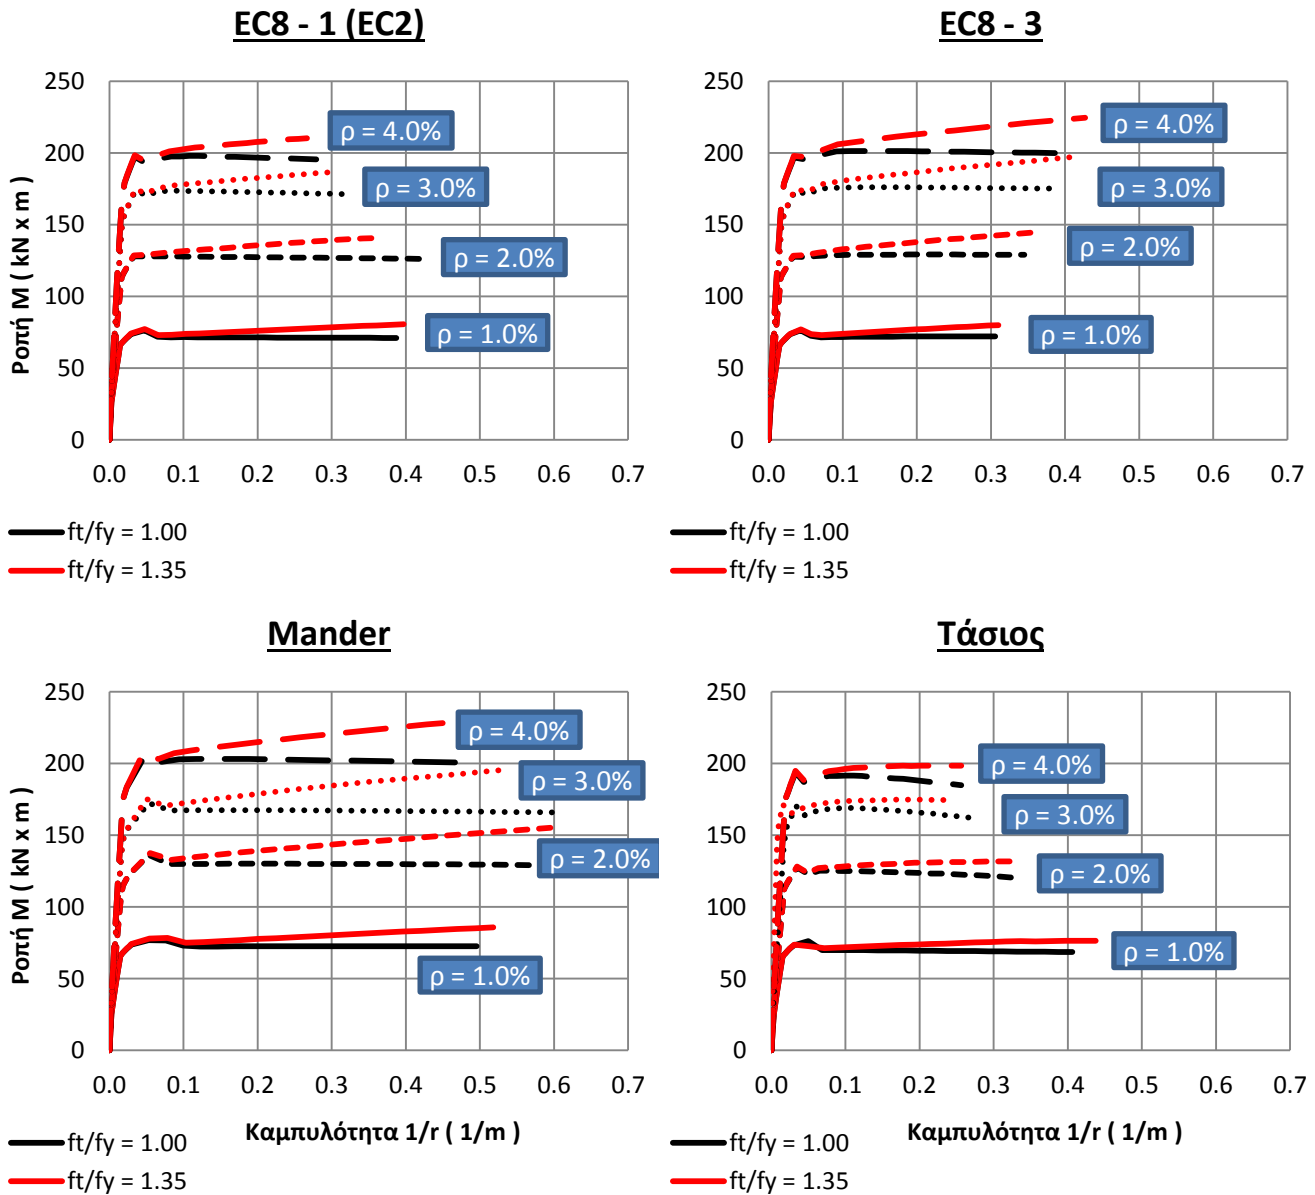 EC8 - 1 (EC2)
250
200
150
100
50
0
Ροπή M ( kN x m )
ρ = 4.0%
ρ = 3.0%
ρ = 2.0%
ρ = 1.0%
0.0 0.1 0.2 0.3 0.4 0.5 0.6 0.7
ft/fy = 1.00
ft/fy = 1.35
EC8 - 3
250
200
150
100
50
0
ρ = 4.0%
ρ = 3.0%
ρ = 2.0%
ρ = 1.0%
0.0 0.1 0.2 0.3 0.4 0.5 0.6 0.7
ft/fy = 1.00
ft/fy = 1.35
Mander
250
200
150
100
50
0
Ροπή M ( kN x m )
ρ = 4.0%
ρ = 3.0%
ρ = 2.0%
ρ = 1.0%
0.0 0.1 0.2 0.3 0.4 0.5 0.6 0.7
Καμπυλότητα 1/r ( 1/m )
ft/fy = 1.00
ft/fy = 1.35
Τάσιος
250
200
150
100
50
0
ρ = 4.0%
ρ = 3.0%
ρ = 2.0%
ρ = 1.0%
0.0 0.1 0.2 0.3 0.4 0.5 0.6 0.7
Καμπυλότητα 1/r ( 1/m )
ft/fy = 1.00
ft/fy = 1.35